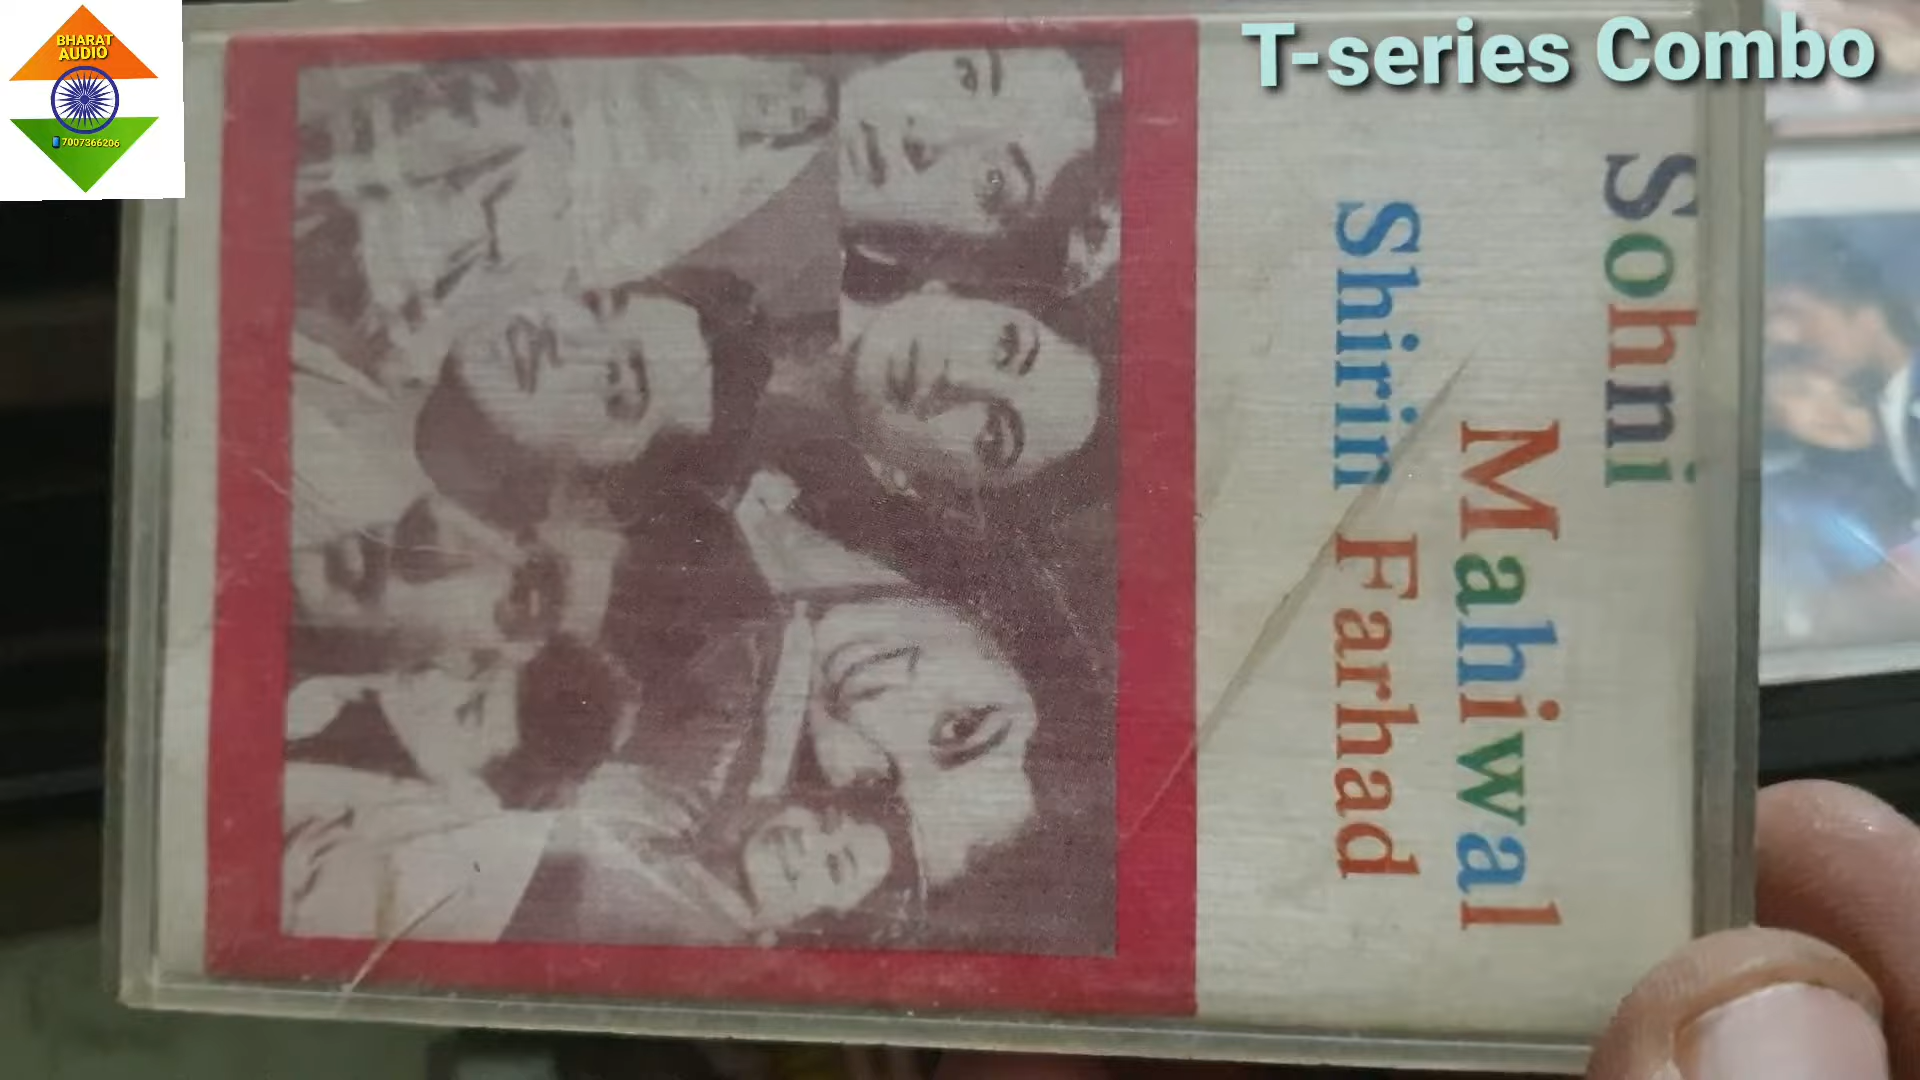 BHARAT
AUDIO
7007366206
T-series Combo
Sohni
Mahiwal
Shirin Farhad